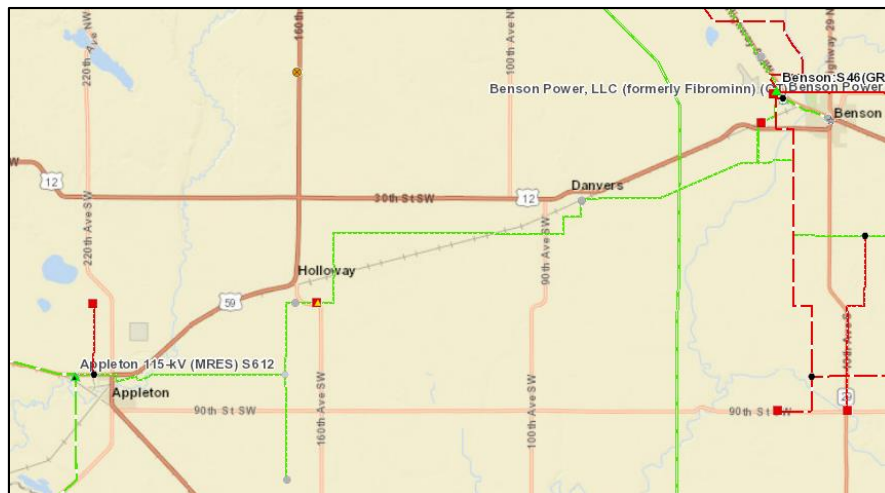 220th Ave NW
160th
100th Ave NW
Highway 29 N
Benson:S46(GR
Benson Power, LLC (formerly Fibrominn) (
Benson Power
Benson
W
12
30th St SW
12
Danvers
220th Ave SW
90th Ave SW
Holloway
59
Appleton 115-kV (MRES) S612
Appleton
90th St SW
160th Ave SW
100th Ave SW
90th St
29